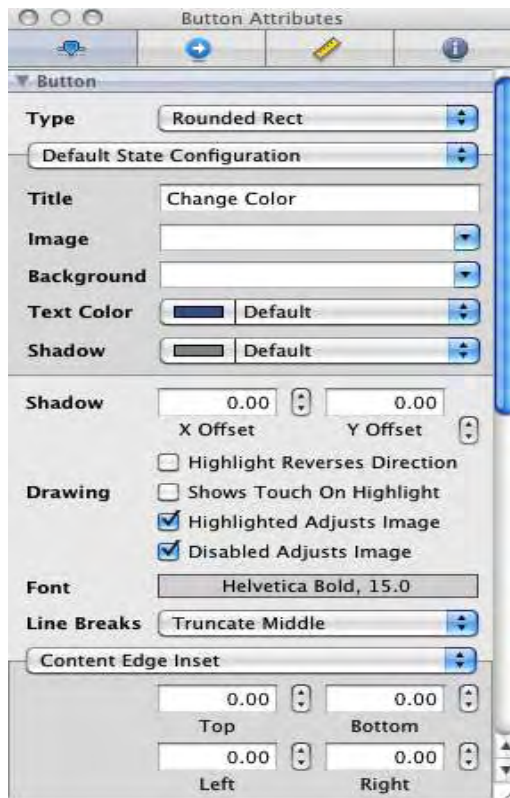 Button Attributes
Button
Type Rounded Rect
Default State Configuration
Title Change Color
Image
Background
Text Color Default
Shadow Default
Shadow 0.00 0.00
X Offset Y Offset
Highlight Reverses Direction
Drawing Shows Touch On Highlight
Highlighted Adjusts Image
Disabled Adjusts Image
Font Helvetica Bold, 15.0
Line Breaks Truncate Middle
Content Edge Inset
0.00 0.00
Top Bottom
0.00 0.00
Left Right